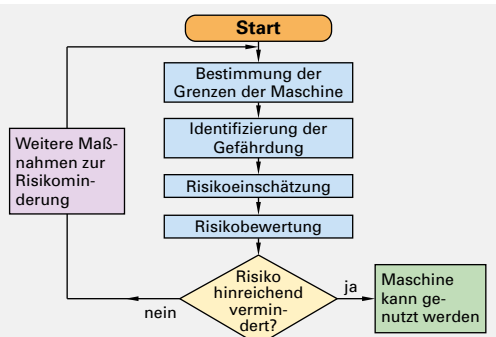 Start
Bestimmung der
Grenzen der Maschine
Identifizierung der
Gefährdung
Risikoeinschätzung
Risikobewertung
Risiko
hinreichend
vermin-
dert?
nein
ja
Weitere Maß-
nahmen zur
Risikomin-
derung
Maschine
kann ge-
nutzt werden